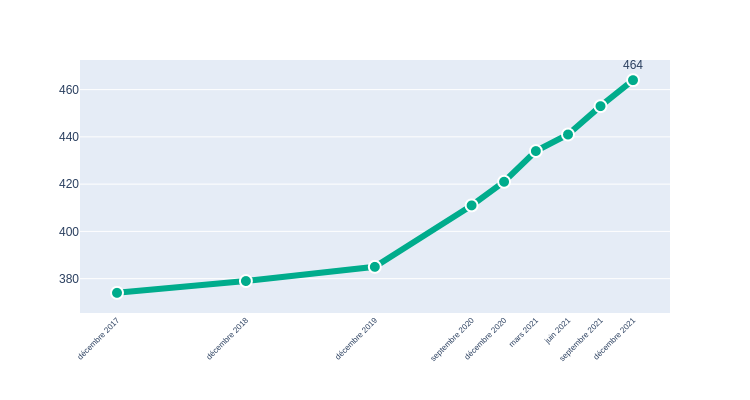 464
460
440
420
400
380
décembre 2017
décembre 2018
décembre 2019
septembre 2020
décembre 2020
mars 2021
juin 2021
septembre 2021
décembre 2021